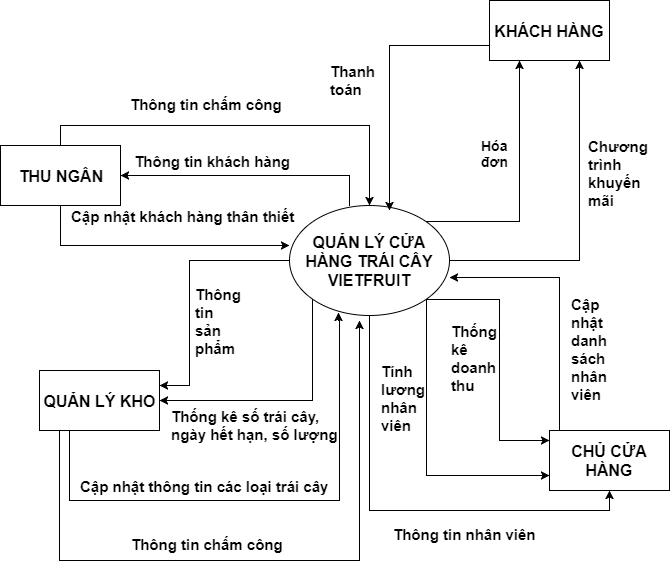 KHÁCH HÀNG
Thanh
toán
Thông tin chấm công
Hóa
đơn
Chương
trình
khuyến
mãi
THU NGÂN
Thông tin khách hàng
Cập nhật khách hàng thân thiết
QUẢN LÝ CỬA
HÀNG TRÁI CÂY
VIETFRUIT
Thông
tin
sản
phẩm
Thống
kê
doanh
thu
Cập
nhật
danh
sách
nhân
viên
Tính
lương
nhân
viên
QUẢN LÝ KHO
Thống kê số trái cây,
ngày hết hạn, số lượng
CHỦ CỬA
HÀNG
Cập nhật thông tin các loại trái cây
Thông tin nhân viên
Thông tin chấm công